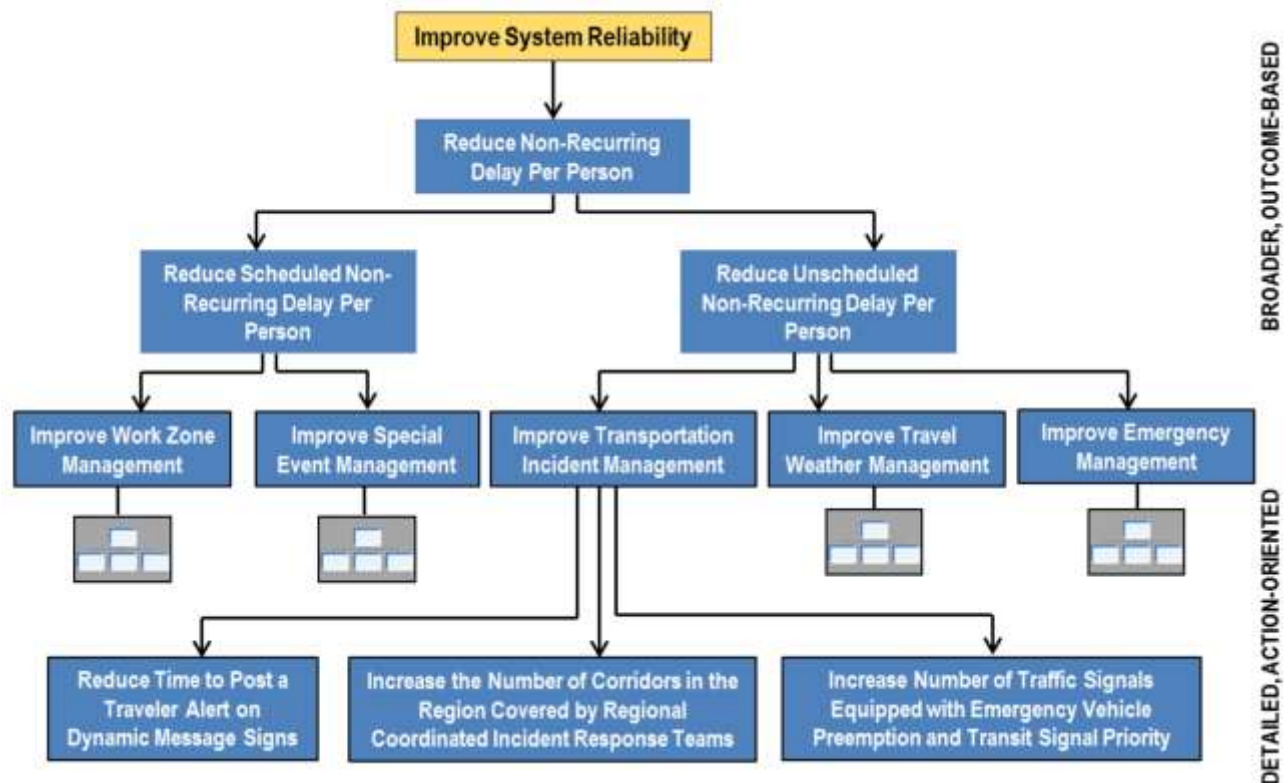 Improve System Reliability
Reduce Non-Recurring
Delay Per Person
Reduce Scheduled Non-
Recurring Delay Per
Person
Reduce Unscheduled
Non-Recurring Delay Per
Person
Improve Work Zone
Management
Improve Special
Event Management
Improve Transportation
Incident Management
Improve Travel
Weather Management
Improve Emergency
Management
Reduce Time to Post a
Traveler Alert on
Dynamic Message Signs
Increase the Number of Corridors in the
Region Covered by Regional
Coordinated Incident Response Teams
Increase Number of Traffic Signals
Equipped with Emergency Vehicle
Preemption and Transit Signal Priority
BROADER, OUTCOME-BASED
DETAILED, ACTION-ORIENTED